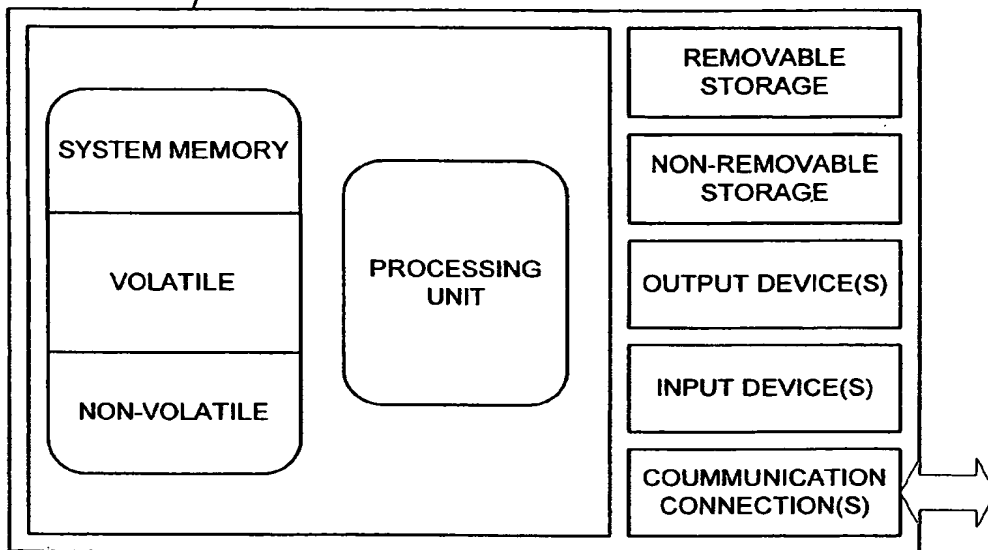 SYSTEM MEMORY
VOLATILE
NON-VOLATILE
PROCESSING
UNIT
REMOVABLE
STORAGE
NON-REMOVABLE
STORAGE
OUTPUT DEVICE(S)
INPUT DEVICE(S)
COUMMUNICATION
CONNECTION(S)